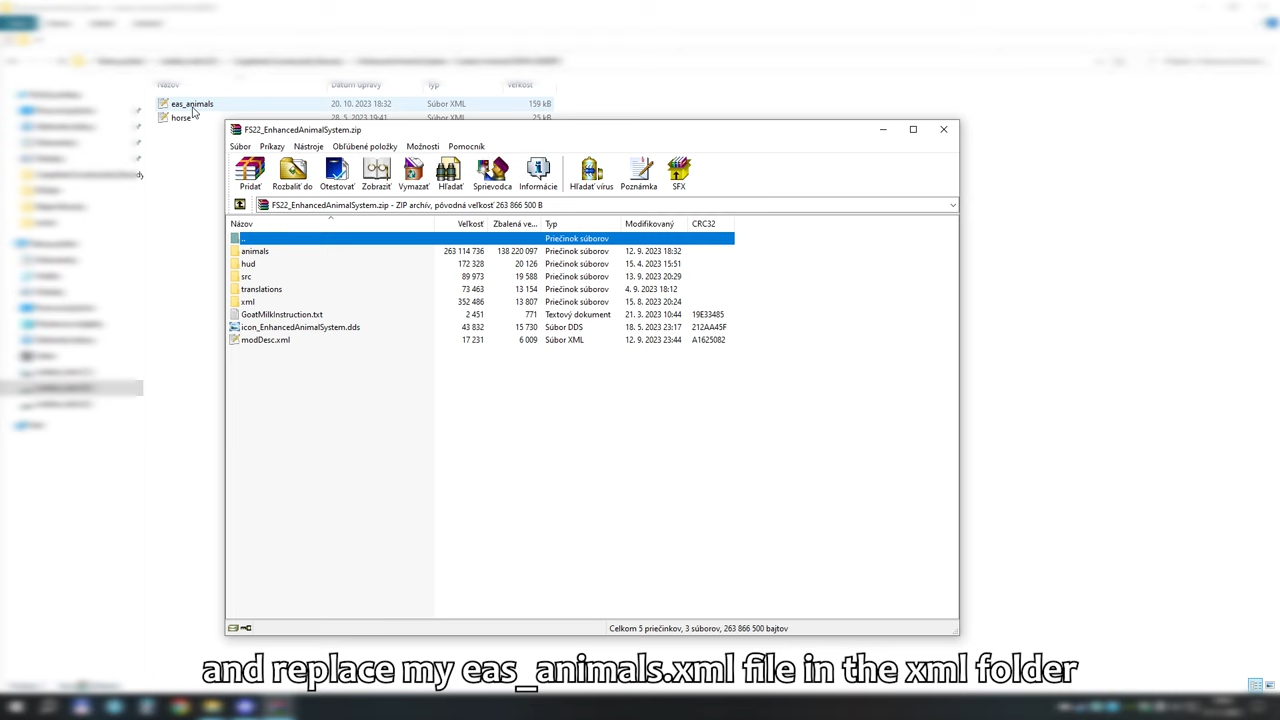 Názov Dátum úpravy Typ Veľkosť
eas_animals 20. 10. 2023 18:32 Súbor XML 159 kB
horse 28. 5. 2023 19:41 Súbor XML 25 kB
FS22_EnhancedAnimalSystem.zip
Súbor Príkazy Nástroje Obľúbené položky Možnosti Pomocník
Pridať Rozbaliť do Otestovať Zobraziť Vymazať Hľadať Sprievodca Informácie Hľadať vírus Poznámka SFX
FS22_EnhancedAnimalSystem.zip - ZIP archív, pôvodná veľkosť 263 866 500 B
Názov Veľkosť Zbalená ve... Typ Modifikovaný CRC32
.. Priečinok súborov
animals 263 114 736 138 220 097 Priečinok súborov 12. 9. 2023 18:32
hud 172 328 20 126 Priečinok súborov 15. 4. 2023 15:51
src 89 973 19 588 Priečinok súborov 13. 9. 2023 20:29
translations 73 463 13 154 Priečinok súborov 4. 9. 2023 18:12
xml 352 486 13 807 Priečinok súborov 15. 8. 2023 20:24
GoatMilkInstruction.txt 2 451 771 Textový dokument 21. 3. 2023 10:44 19E33485
icon_EnhancedAnimalSystem.dds 43 832 15 730 Súbor DDS 18. 5. 2023 23:17 212AA45F
modDesc.xml 17 231 6 009 Súbor XML 12. 9. 2023 23:44 A1625082
Celkom 5 priečinkov, 3 súborov, 263 866 500 bajtov
and replace my eas_animals.xml file in the xml folder